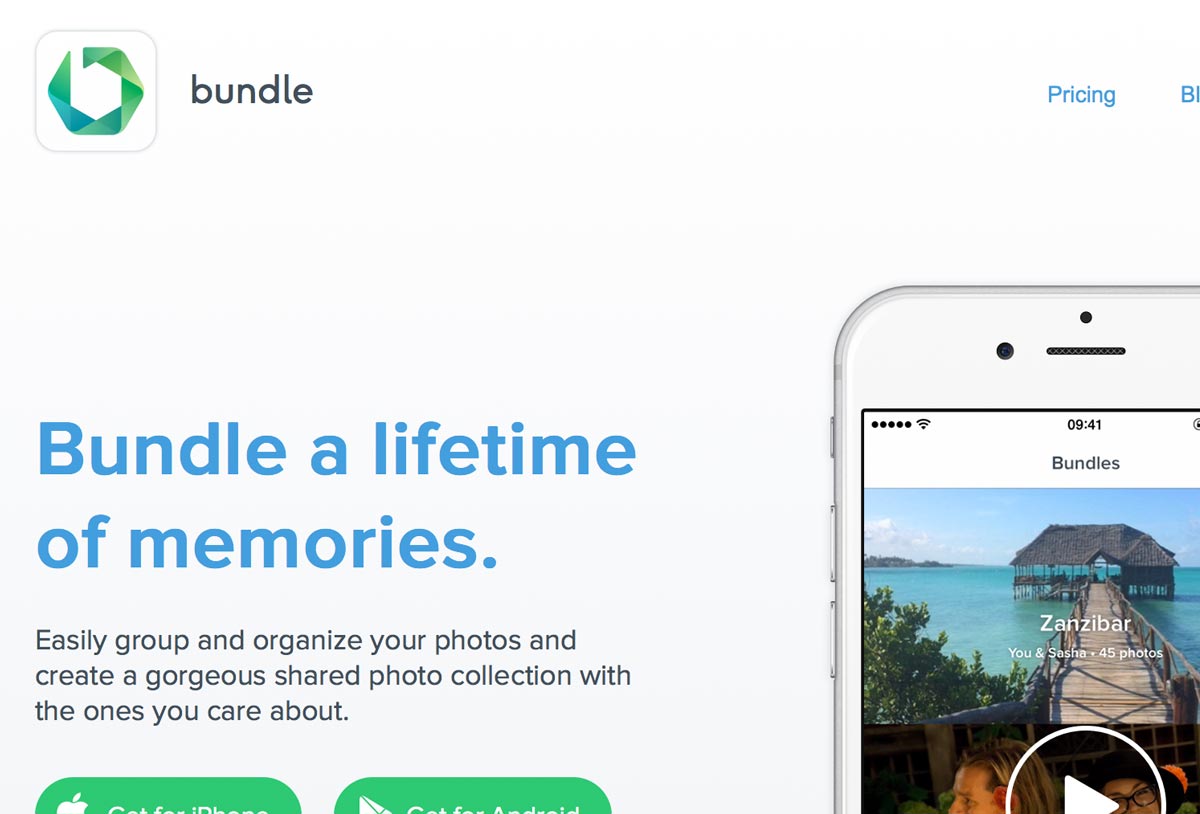 bundle
Pricing
Bundle a lifetime
of memories.
Easily group and organize your photos and
create a gorgeous shared photo collection with
the ones you care about.
Get for iPhone
Get for Android
09:41
Bundles
Zanzibar
You & Sasha • 45 photos